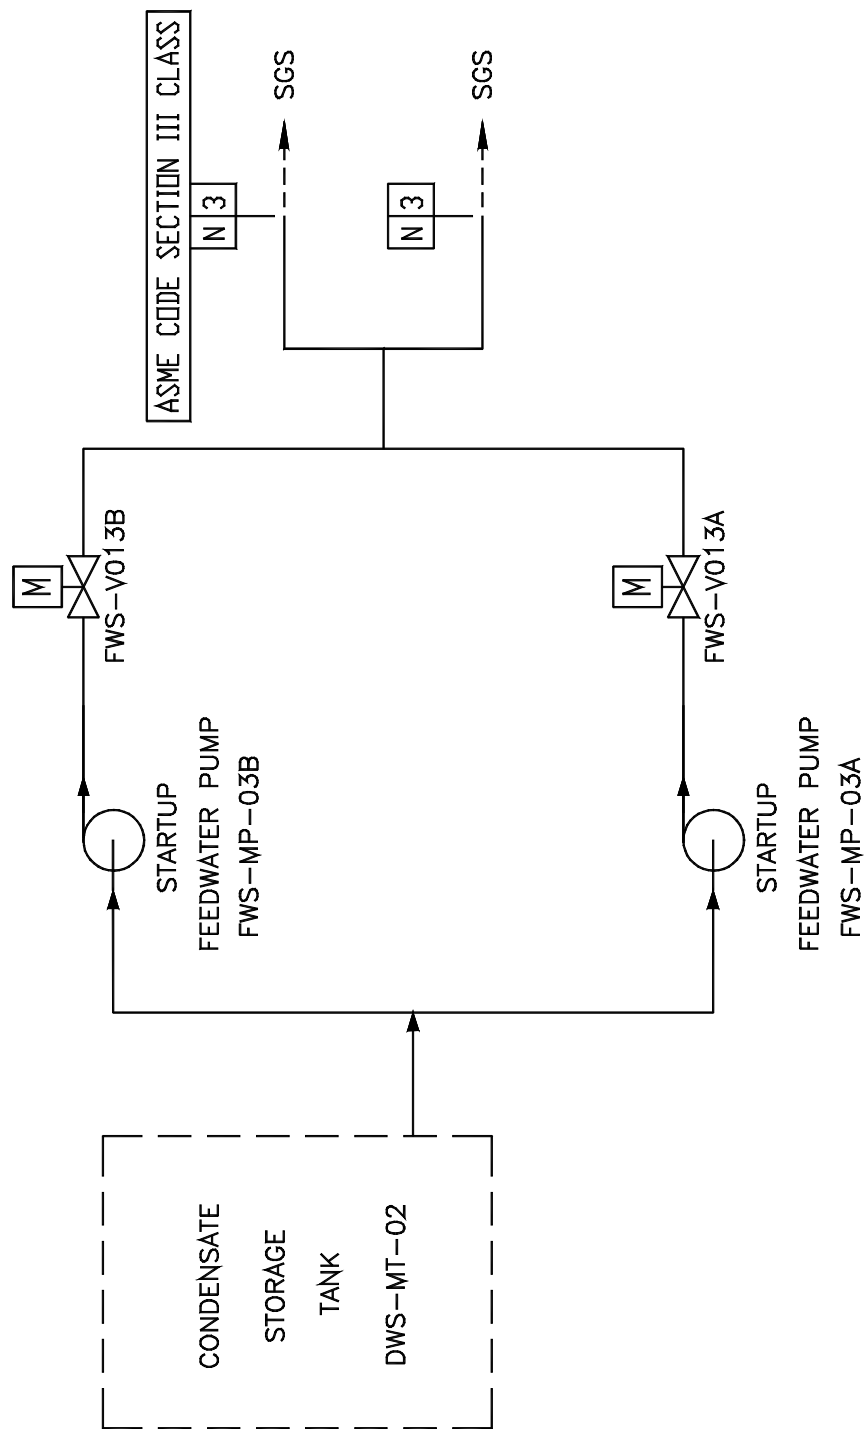 CONDENSATE
STORAGE
TANK
DWS-MT-02
STARTUP
FEEDWATER PUMP
FWS-MP-03B
STARTUP
FEEDWATER PUMP
FWS-MP-03A
M
FWS-V013B
M
FWS-V013A
ASME CODE SECTION III CLASS
N 3
SGS
N 3
SGS